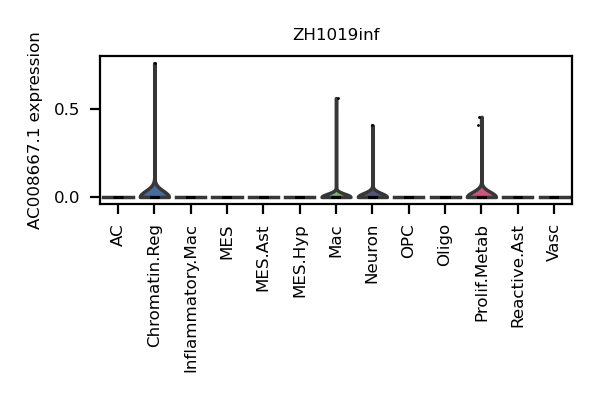 ZH1019inf
AC008667.1 expression
0.5
0.0
AC
Chromatin.Reg
Inflammatory.Mac
MES
MES.Ast
MES.Hyp
Mac
Neuron
OPC
Oligo
Prolif.Metab
Reactive.Ast
Vasc